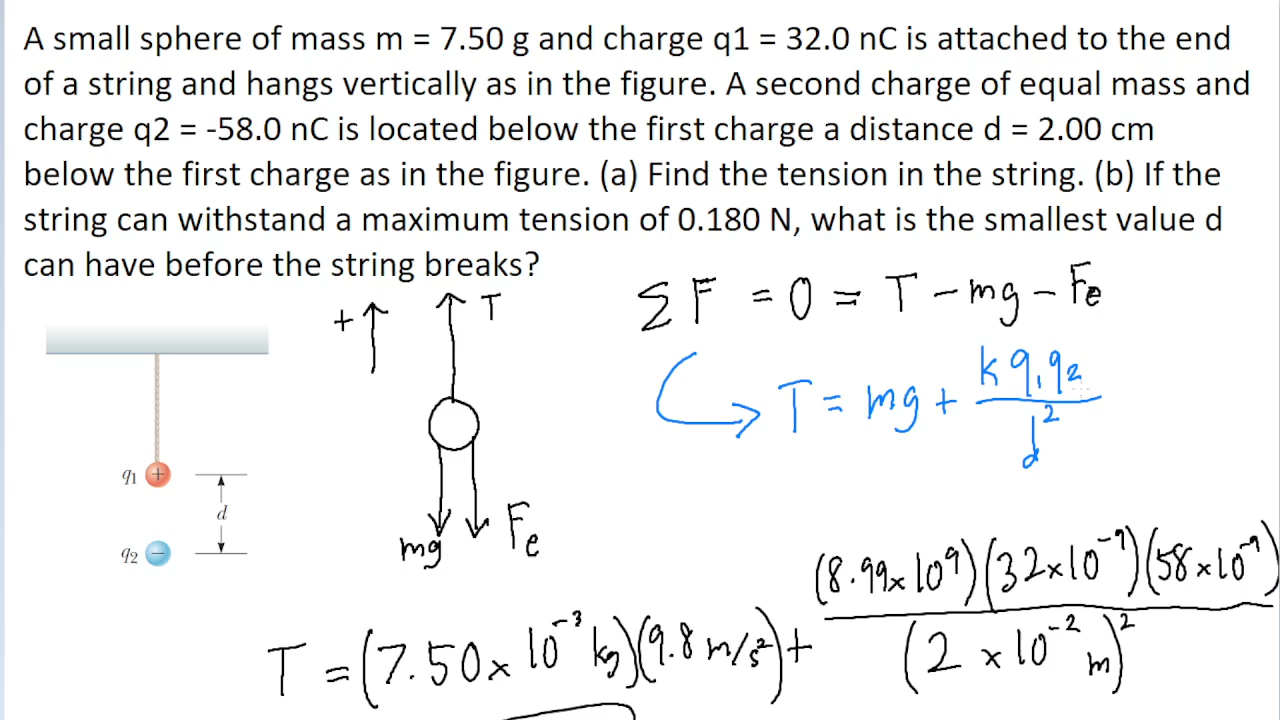 A small sphere of mass m = 7.50 g and charge q1 = 32.0 nC is attached to the end
of a string and hangs vertically as in the figure. A second charge of equal mass and
charge q2 = -58.0 nC is located below the first charge a distance d = 2.00 cm
below the first charge as in the figure. (a) Find the tension in the string. (b) If the
string can withstand a maximum tension of 0.180 N, what is the smallest value d
can have before the string breaks?
ΣF = 0 = T - mg - Fe
+ T
T = mg + k q₁q₂ / d²
q₁ +
d
q₂ −
mg Fe
T = (7.50 × 10⁻³ kg)(9.8 m/s²) + (8.99×10⁹)(32×10⁻⁹)(58×10⁻⁹) / (2 × 10⁻² m)²